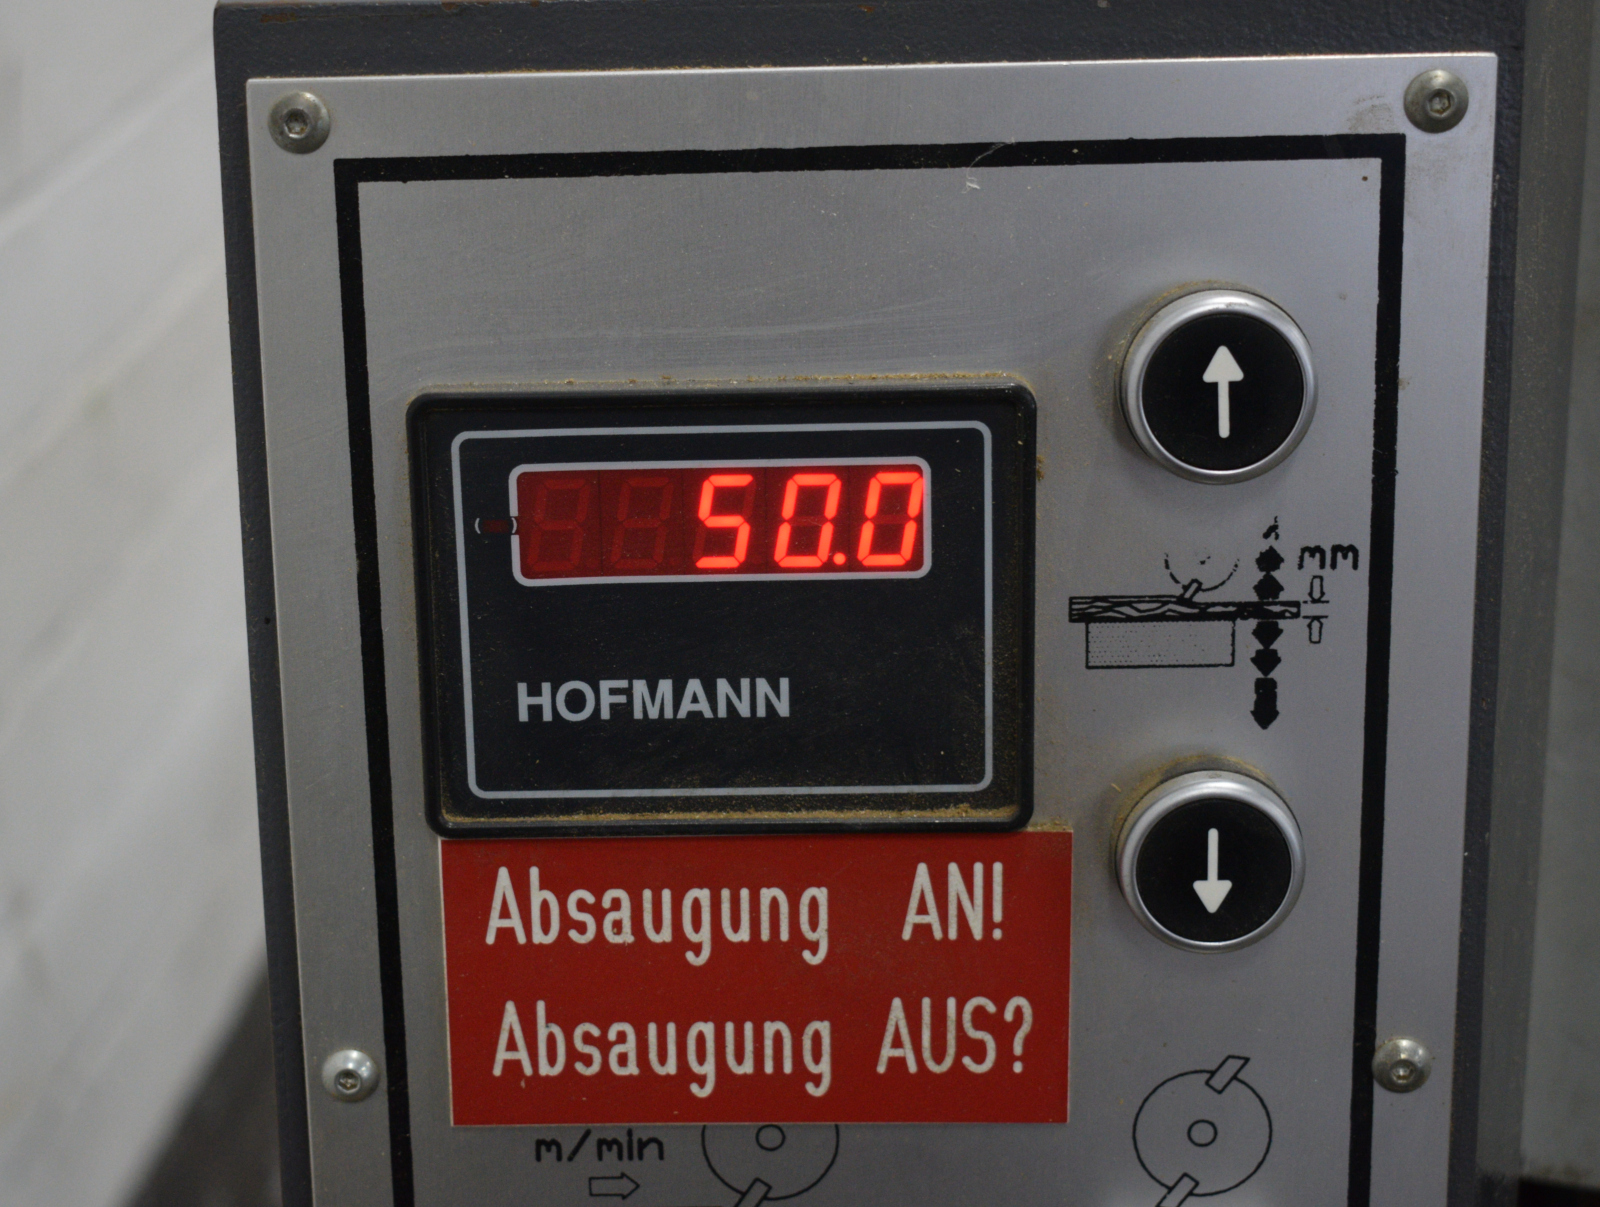 50.0
mm
HOFMANN
Absaugung AN!
Absaugung AUS?
m/min